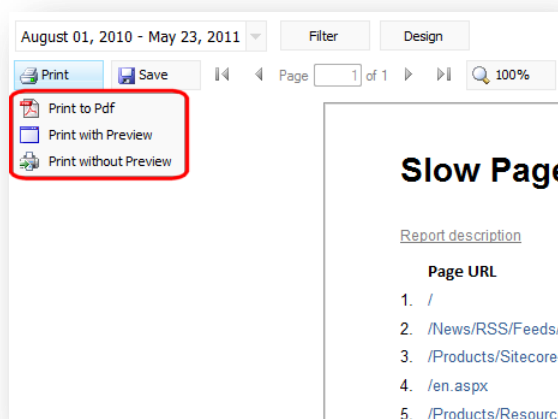 August 01, 2010 - May 23, 2011 Filter Design
Print Save Page 1 of 1 100%
Print to Pdf
Print with Preview
Print without Preview
Slow Page
Report description
Page URL
1. /
2. /News/RSS/Feeds/
3. /Products/Sitecore
4. /en.aspx
5. /Products/Resourc